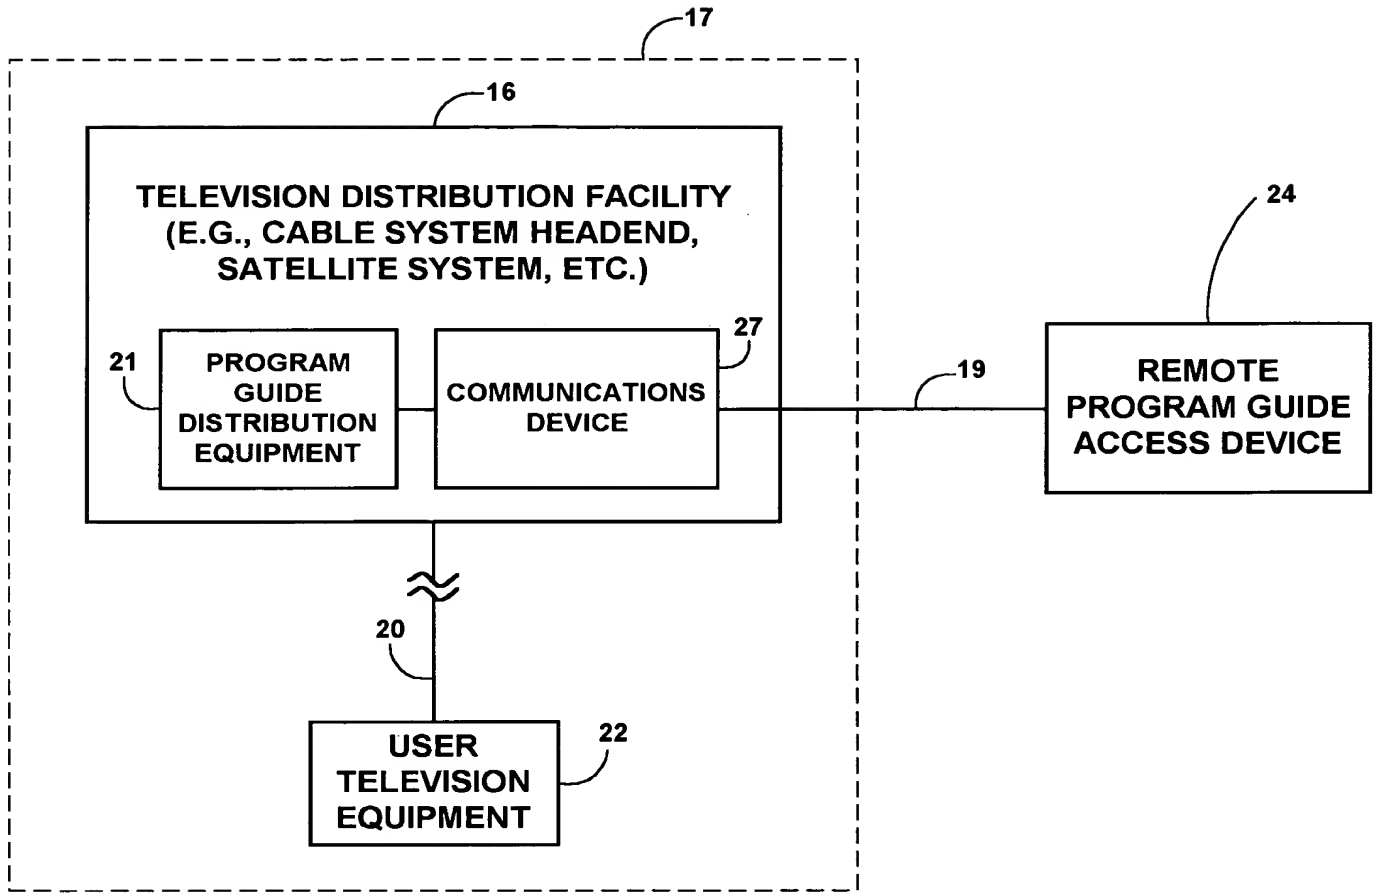 17
16
TELEVISION DISTRIBUTION FACILITY
(E.G., CABLE SYSTEM HEADEND,
SATELLITE SYSTEM, ETC.)
24
21
PROGRAM
GUIDE
DISTRIBUTION
EQUIPMENT
27
COMMUNICATIONS
DEVICE
19
REMOTE
PROGRAM GUIDE
ACCESS DEVICE
20
USER
TELEVISION
EQUIPMENT
22